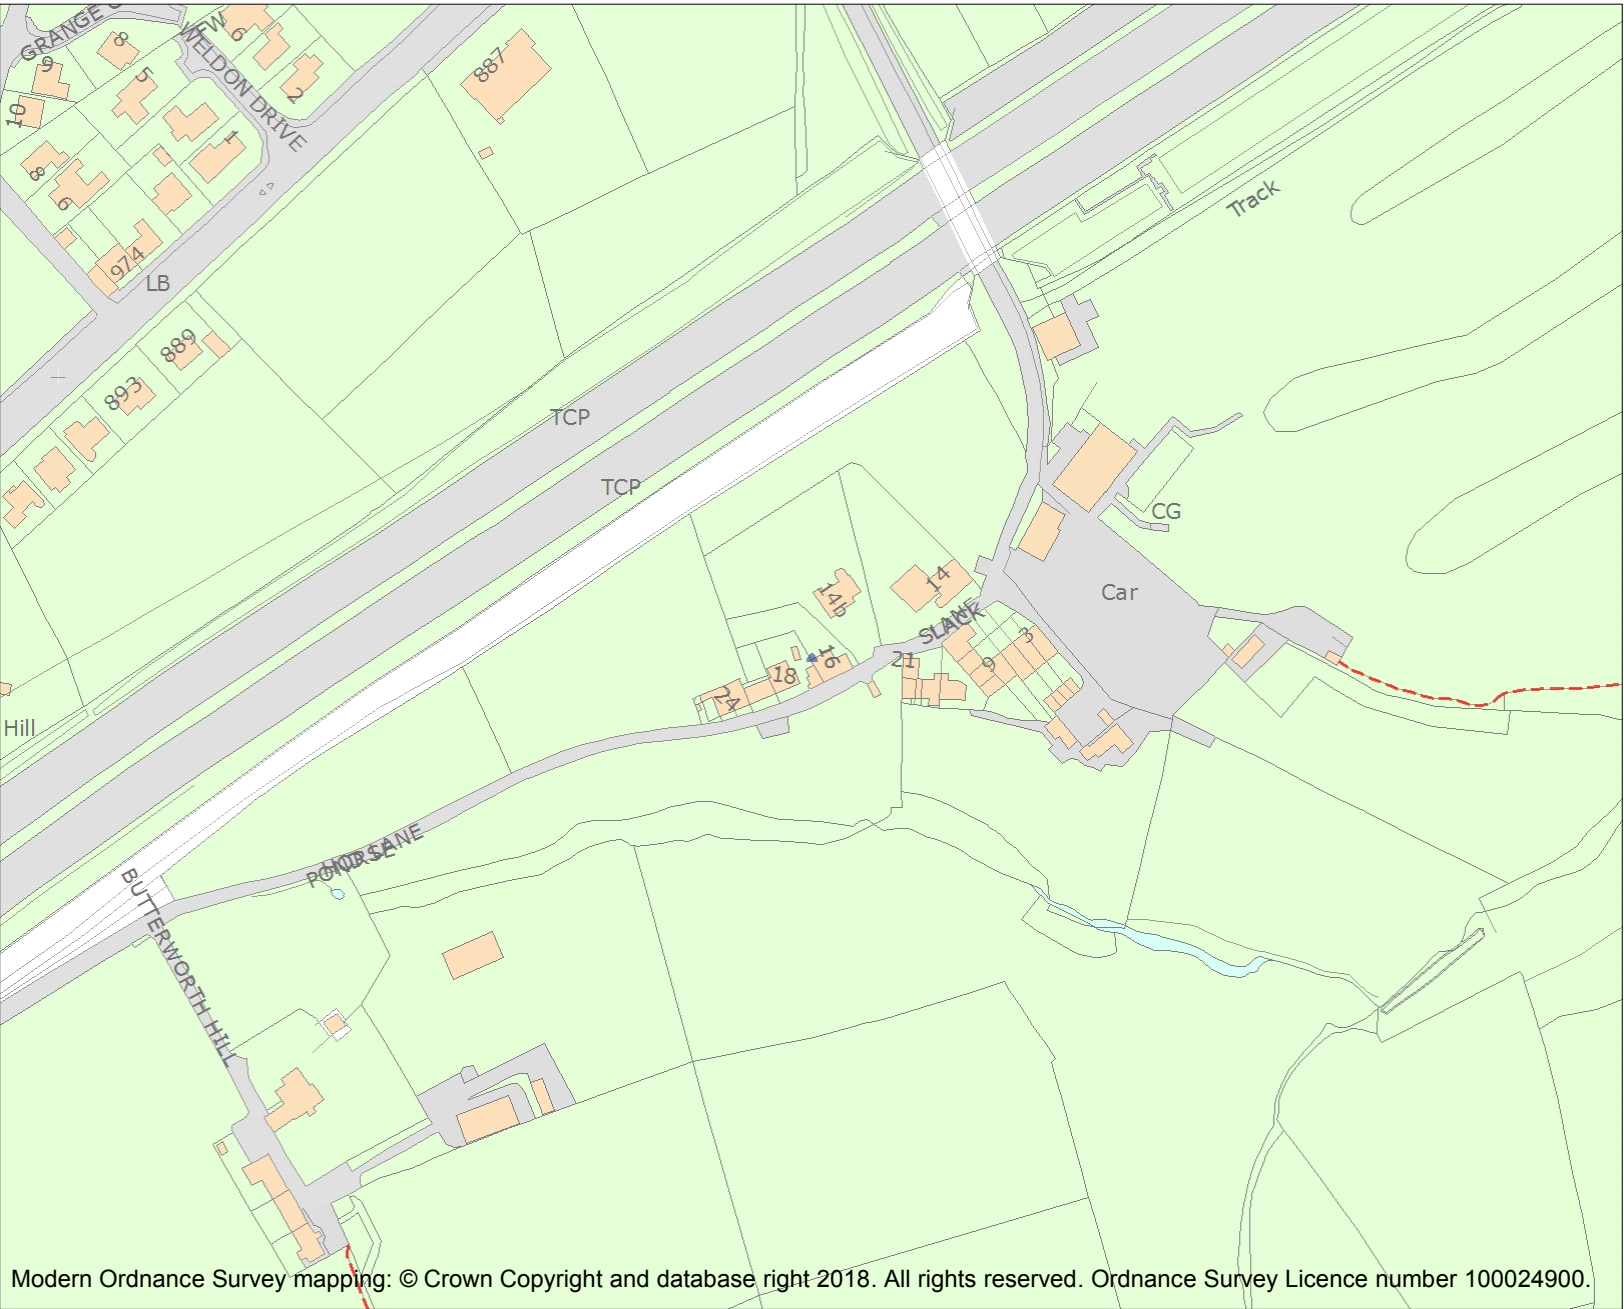 GRANGE
FW
WELDON DRIVE
8
9
10
5
6
2
1
8
6
974
LB
887
889
893
TCP
TCP
Track
CG
Car
14
14b
SLACK
LANE
3
9
21
16
18
24
Hill
HORSE
POND
LANE
BUTTERWORTH HILL
Modern Ordnance Survey mapping: © Crown Copyright and database right 2018. All rights reserved. Ordnance Survey Licence number 100024900.